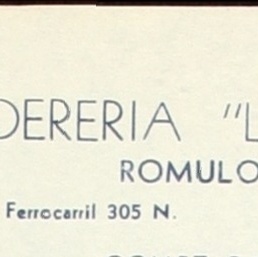 DERERIA "L
ROMULO
Ferrocarril 305 N.